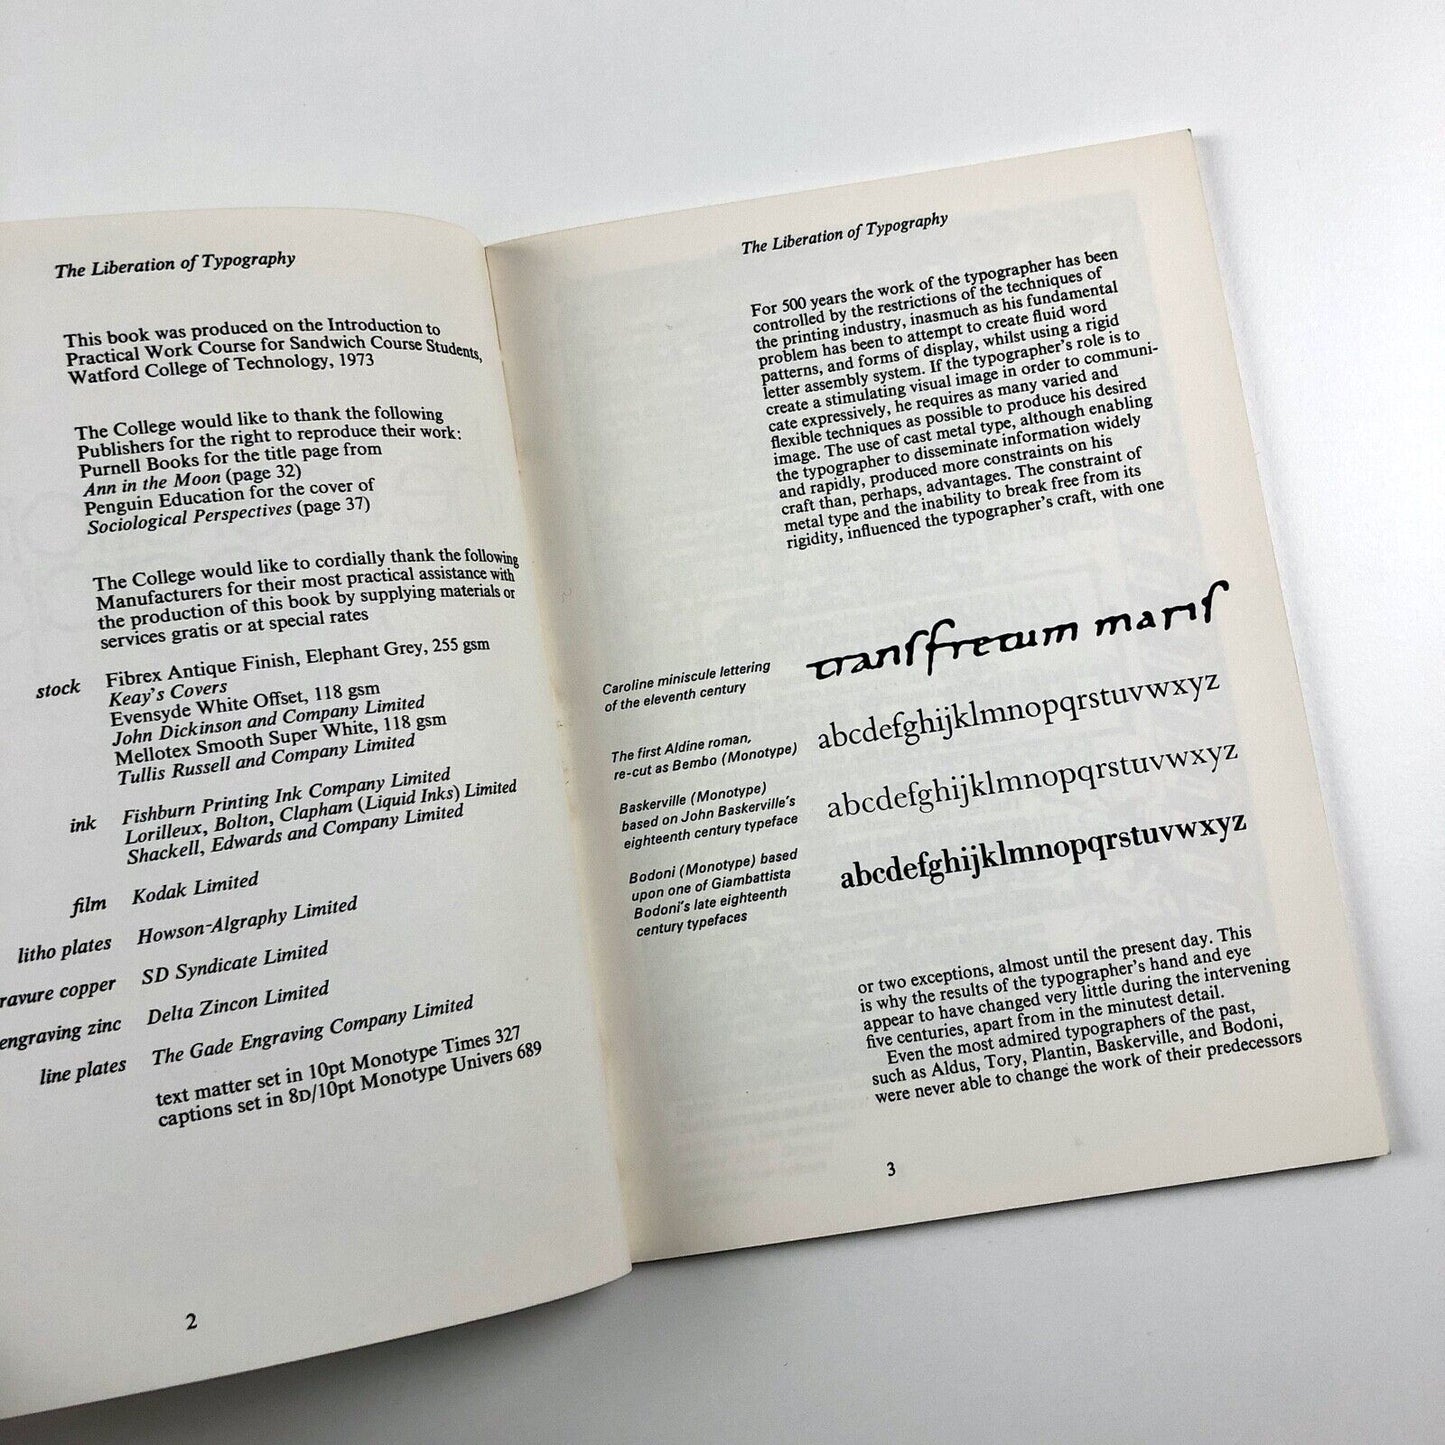 The Liberation of Typography
This book was produced on the Introduction to
Practical Work Course for Sandwich Course Students,
Watford College of Technology, 1973
The College would like to thank the following
Publishers for the right to reproduce their work:
Purnell Books for the title page from
Ann in the Moon (page 32)
Penguin Education for the cover of
Sociological Perspectives (page 37)
The College would like to cordially thank the following
Manufacturers for their most practical assistance with
the production of this book by supplying materials or
services gratis or at special rates
stock Fibrex Antique Finish, Elephant Grey, 255 gsm
Keay's Covers
Evensyde White Offset, 118 gsm
John Dickinson and Company Limited
Mellotex Smooth Super White, 118 gsm
Tullis Russell and Company Limited
ink Fishburn Printing Ink Company Limited
Lorilleux, Bolton, Clapham (Liquid Inks) Limited
Shackell, Edwards and Company Limited
film Kodak Limited
litho plates Howson-Algraphy Limited
ravure copper SD Syndicate Limited
engraving zinc Delta Zincon Limited
line plates The Gade Engraving Company Limited
text matter set in 10pt Monotype Times 327
captions set in 8D/10pt Monotype Univers 689
2
The Liberation of Typography
For 500 years the work of the typographer has been
controlled by the restrictions of the techniques of
the printing industry, inasmuch as his fundamental
problem has been to attempt to create fluid word
patterns, and forms of display, whilst using a rigid
letter assembly system. If the typographer's role is to
create a stimulating visual image in order to communi-
cate expressively, he requires as many varied and
flexible techniques as possible to produce his desired
image. The use of cast metal type, although enabling
the typographer to disseminate information widely
and rapidly, produced more constraints on his
craft than, perhaps, advantages. The constraint of
metal type and the inability to break free from its
rigidity, influenced the typographer's craft, with one
Caroline miniscule lettering
of the eleventh century
tranſfretum mariſ
The first Aldine roman,
re-cut as Bembo (Monotype)
abcdefghijklmnopqrstuvwxyz
Baskerville (Monotype)
based on John Baskerville's
eighteenth century typeface
abcdefghijklmnopqrstuvwxyz
Bodoni (Monotype) based
upon one of Giambattista
Bodoni's late eighteenth
century typefaces
abcdefghijklmnopqrstuvwxyz
or two exceptions, almost until the present day. This
is why the results of the typographer's hand and eye
appear to have changed very little during the intervening
five centuries, apart from in the minutest detail.
Even the most admired typographers of the past,
such as Aldus, Tory, Plantin, Baskerville, and Bodoni,
were never able to change the work of their predecessors
3